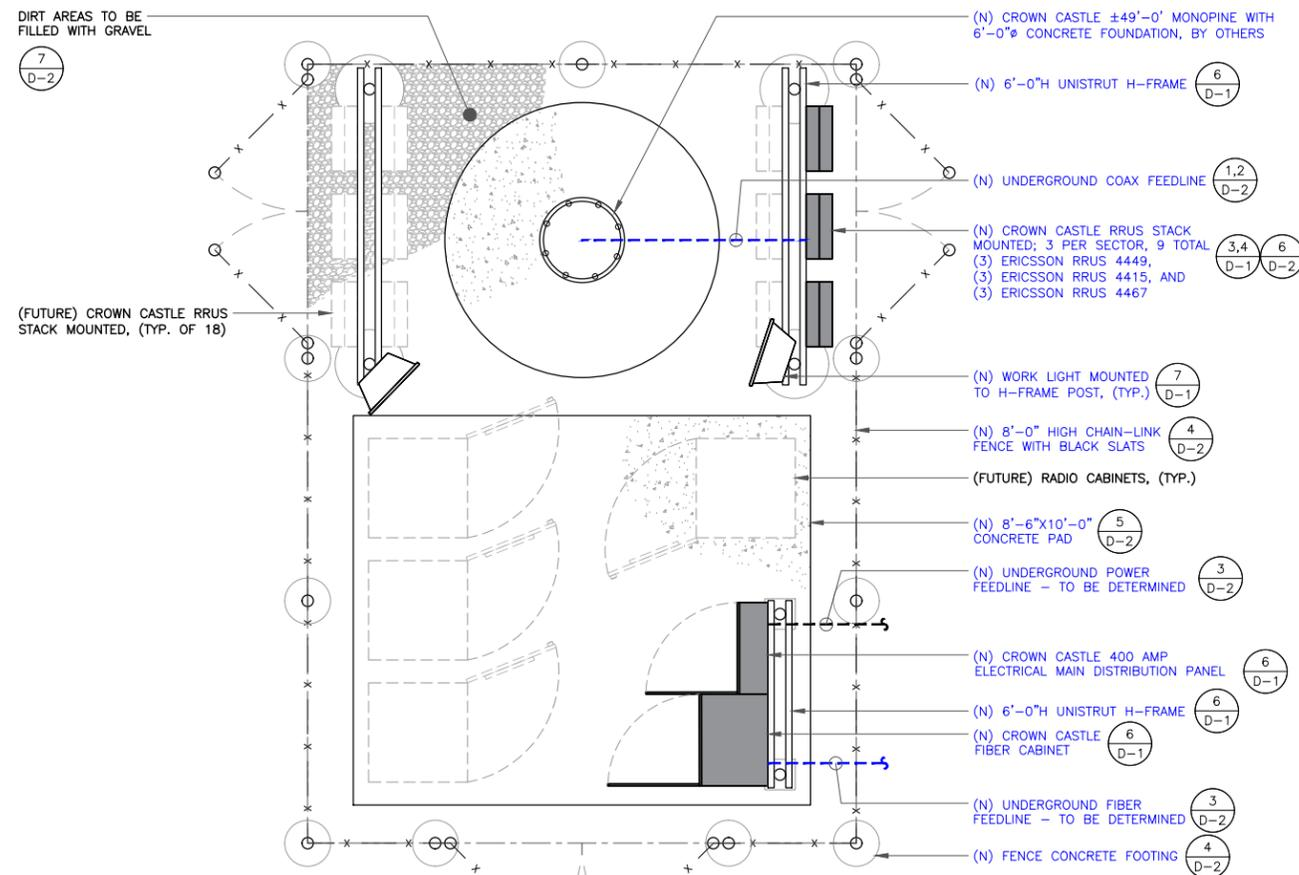 DIRT AREAS TO BE
FILLED WITH GRAVEL
7
D-2
(FUTURE) CROWN CASTLE RRUS
STACK MOUNTED, (TYP. OF 18)
(N) CROWN CASTLE ±49'-0' MONOPINE WITH
6'-0"ø CONCRETE FOUNDATION, BY OTHERS
(N) 6'-0"H UNISTRUT H-FRAME
6
D-1
(N) UNDERGROUND COAX FEEDLINE
1,2
D-2
(N) CROWN CASTLE RRUS STACK
MOUNTED; 3 PER SECTOR, 9 TOTAL
(3) ERICSSON RRUS 4449,
(3) ERICSSON RRUS 4415, AND
(3) ERICSSON RRUS 4467
3,4
D-1
6
D-2
(N) WORK LIGHT MOUNTED
TO H-FRAME POST, (TYP.)
7
D-1
(N) 8'-0" HIGH CHAIN-LINK
FENCE WITH BLACK SLATS
4
D-2
(FUTURE) RADIO CABINETS, (TYP.)
(N) 8'-6"X10'-0"
CONCRETE PAD
5
D-2
(N) UNDERGROUND POWER
FEEDLINE - TO BE DETERMINED
3
D-2
(N) CROWN CASTLE 400 AMP
ELECTRICAL MAIN DISTRIBUTION PANEL
6
D-1
(N) 6'-0"H UNISTRUT H-FRAME
6
D-1
(N) CROWN CASTLE
FIBER CABINET
6
D-1
(N) UNDERGROUND FIBER
FEEDLINE - TO BE DETERMINED
3
D-2
(N) FENCE CONCRETE FOOTING
4
D-2